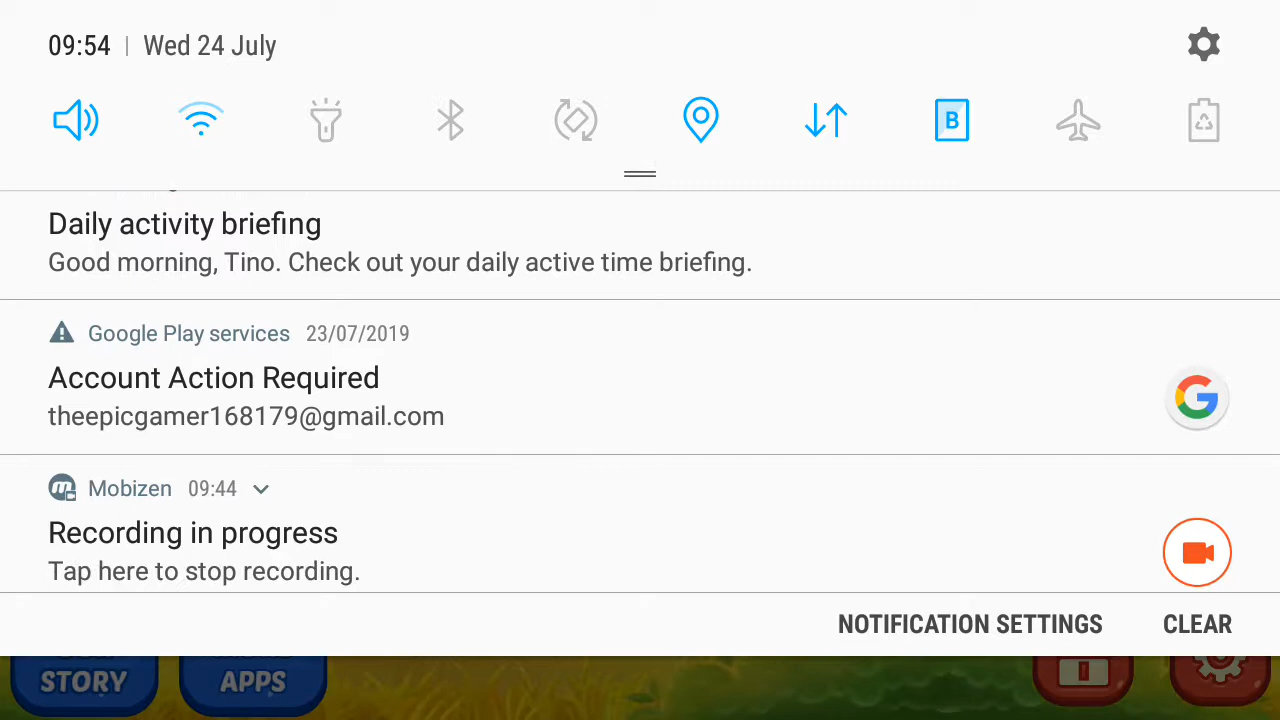 09:54 | Wed 24 July
B
Daily activity briefing
Good morning, Tino. Check out your daily active time briefing.
Google Play services 23/07/2019
Account Action Required
theepicgamer168179@gmail.com
G
Mobizen 09:44
Recording in progress
Tap here to stop recording.
NOTIFICATION SETTINGS CLEAR
STORY APPS